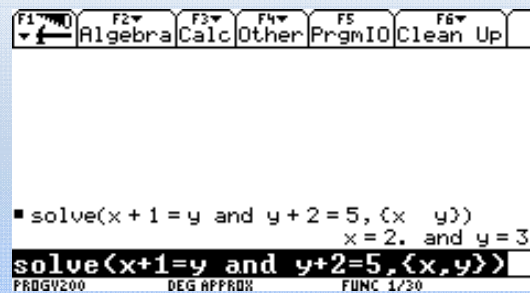 F1 F2 Algebra F3 Calc F4 Other F5 PrgmIO F6 Clean Up
▪ solve(x + 1 = y and y + 2 = 5, {x y})
x = 2. and y = 3
solve(x+1=y and y+2=5,{x,y})
PROGV200 DEG APPROX FUNC 1/30